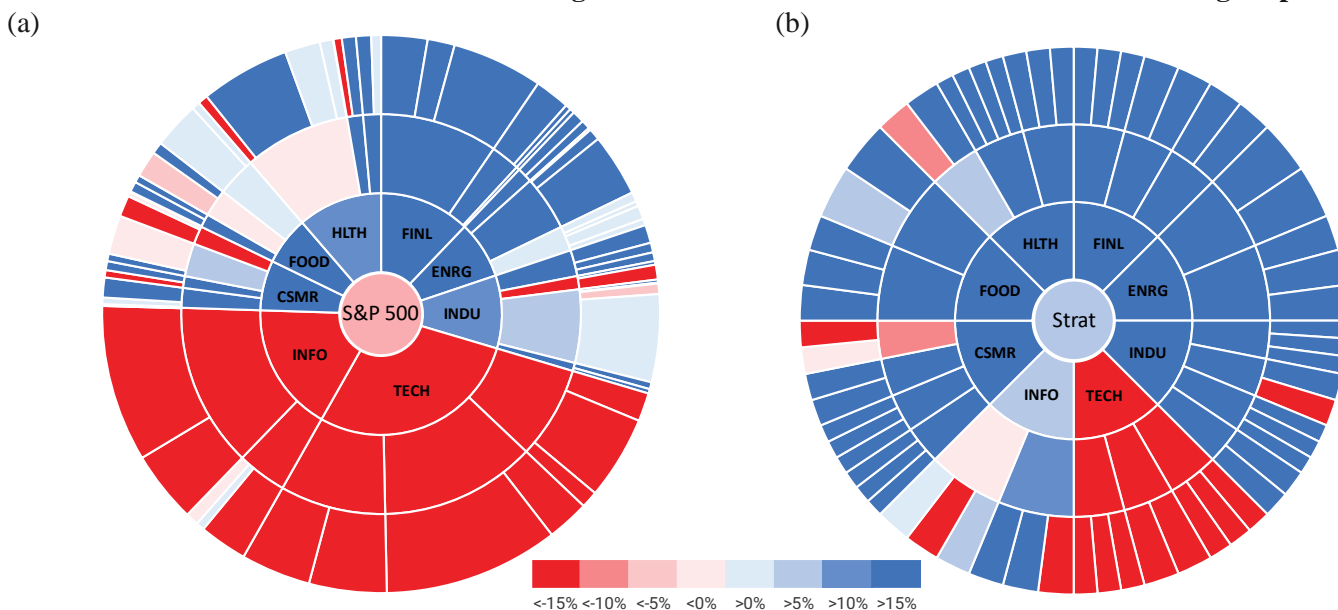 (a)
(b)
HLTH
FINL
FOOD
ENRG
CSMR
S&P 500
INDU
INFO
TECH
HLTH
FINL
FOOD
ENRG
Strat
CSMR
INDU
INFO
TECH
<-15% <-10% <-5% <0% >0% >5% >10% >15%